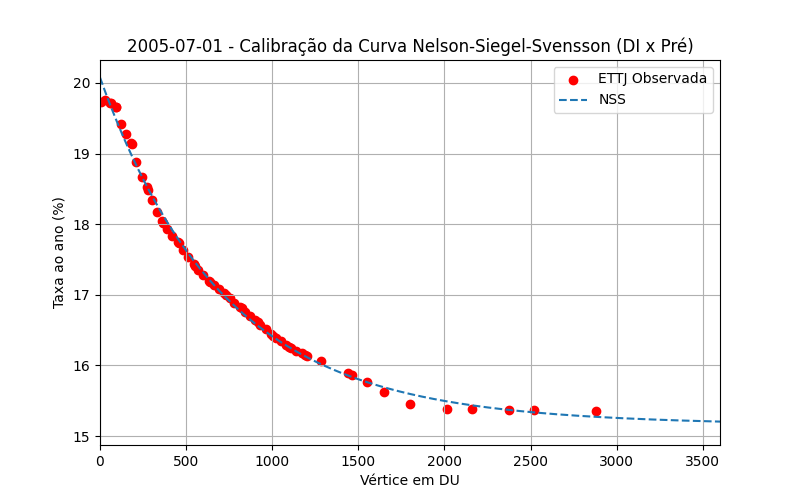 2005-07-01 - Calibração da Curva Nelson-Siegel-Svensson (DI x Pré)
ETTJ Observada
NSS
Taxa ao ano (%)
20
19
18
17
16
15
0 500 1000 1500 2000 2500 3000 3500
Vértice em DU